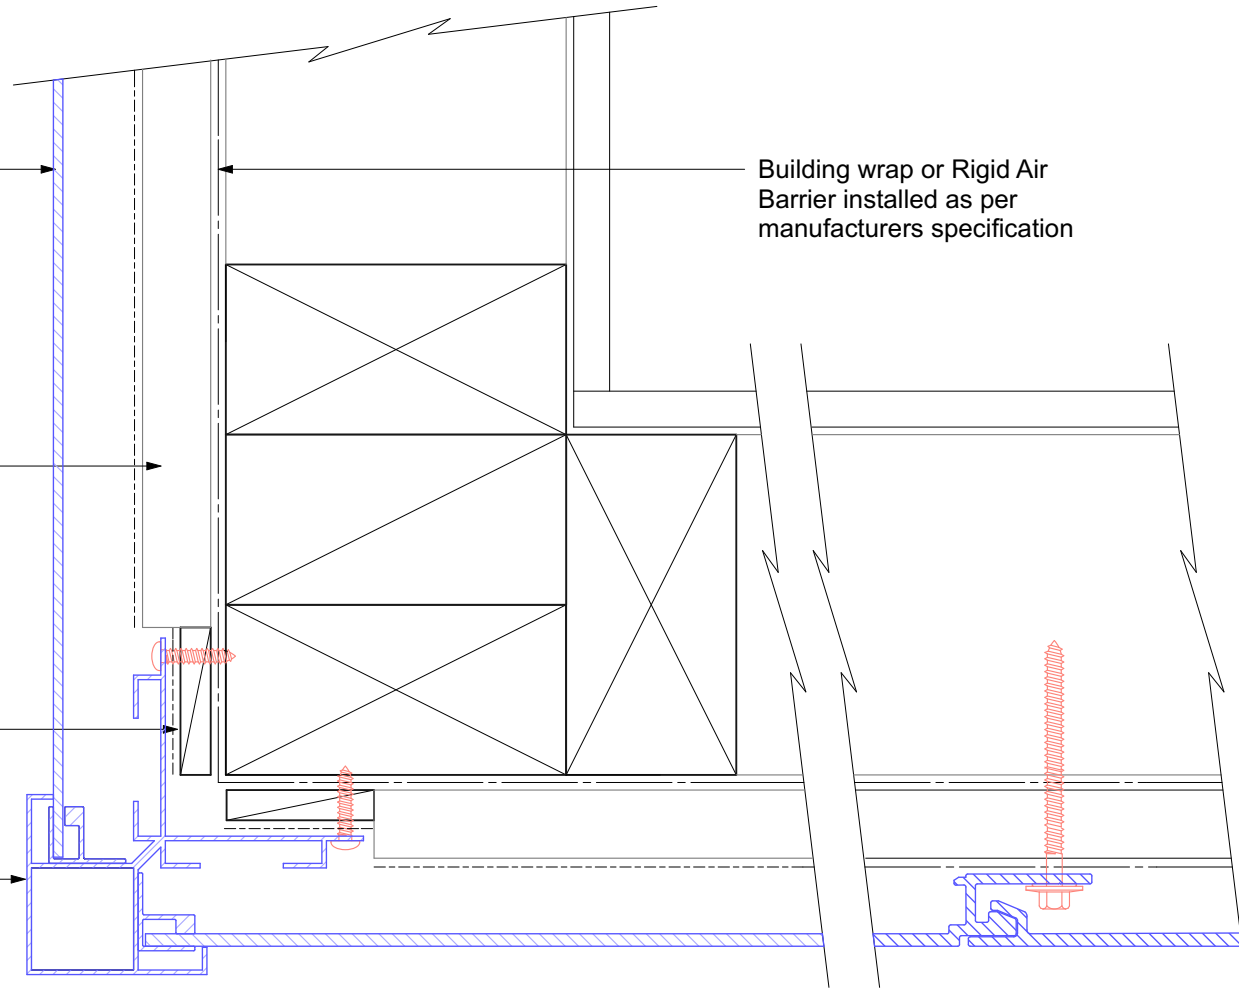 Building wrap or Rigid Air
Barrier installed as per
manufacturers specification